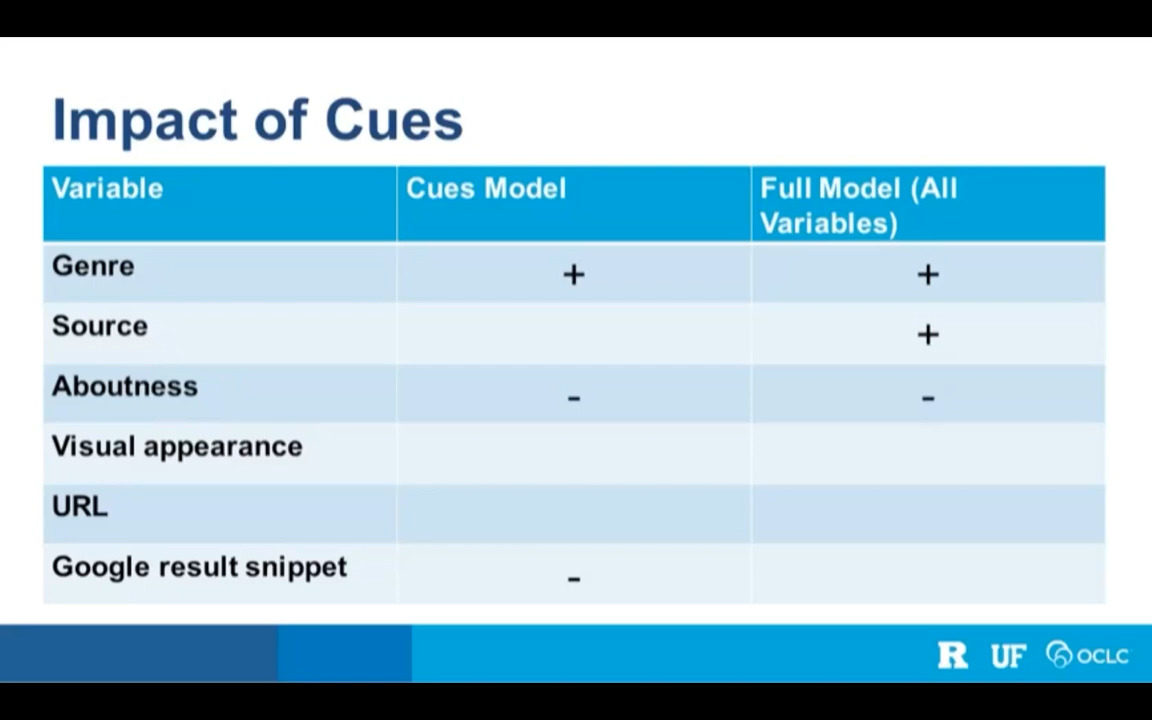 Impact of Cues
Variable Cues Model Full Model (All
Variables)
Genre + +
Source +
Aboutness - -
Visual appearance
URL
Google result snippet -
R UF OCLC